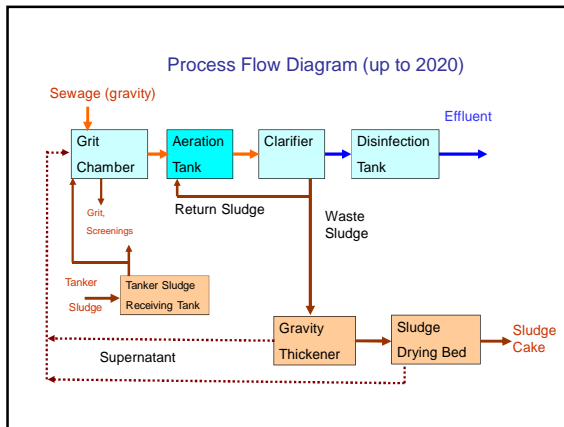 Process Flow Diagram (up to 2020)
Sewage (gravity)
Effluent
Grit
Chamber
Aeration
Tank
Clarifier
Disinfection
Tank
Return Sludge
Waste
Sludge
Grit,
Screenings
Tanker
Sludge
Tanker Sludge
Receiving Tank
Gravity
Thickener
Sludge
Drying Bed
Sludge
Cake
Supernatant